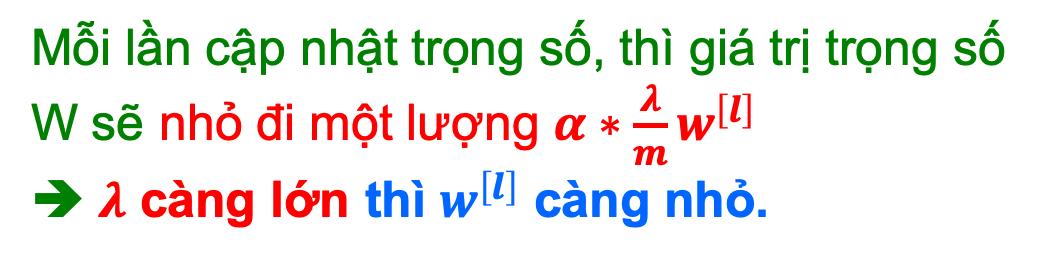 Mỗi lần cập nhật trọng số, thì giá trị trọng số
W sẽ nhỏ đi một lượng α * λ/m w^[l]
➔ λ càng lớn thì w^[l] càng nhỏ.